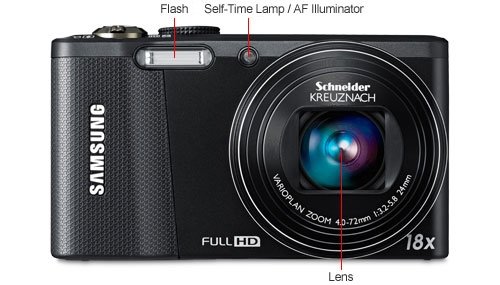 Flash
Self-Time Lamp / AF Illuminator
SAMSUNG
Schneider
KREUZNACH
VARIOPLAN ZOOM 4.0-72mm 1:3.2-5.8 24mm
FULL HD
18x
Lens